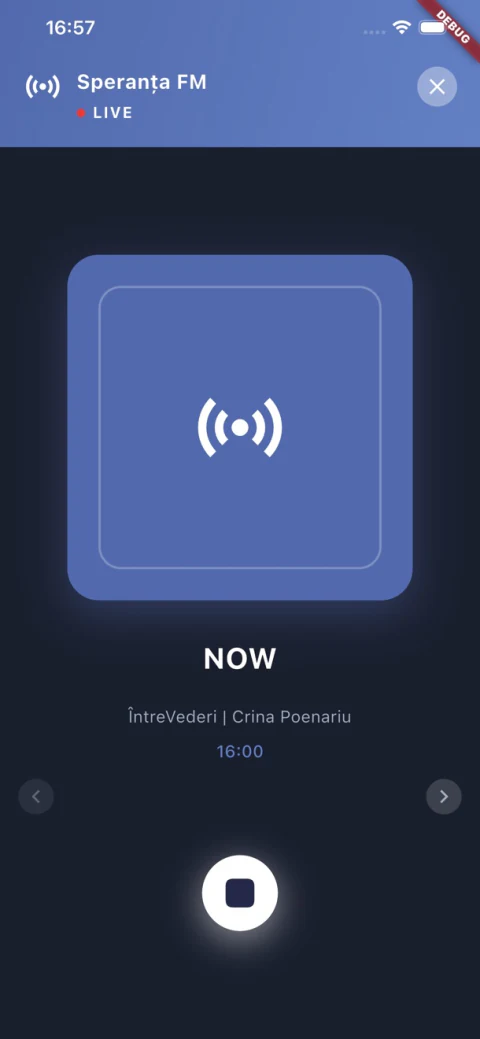 16:57
DEBUG
Speranța FM
LIVE
NOW
ÎntreVederi | Crina Poenariu
16:00